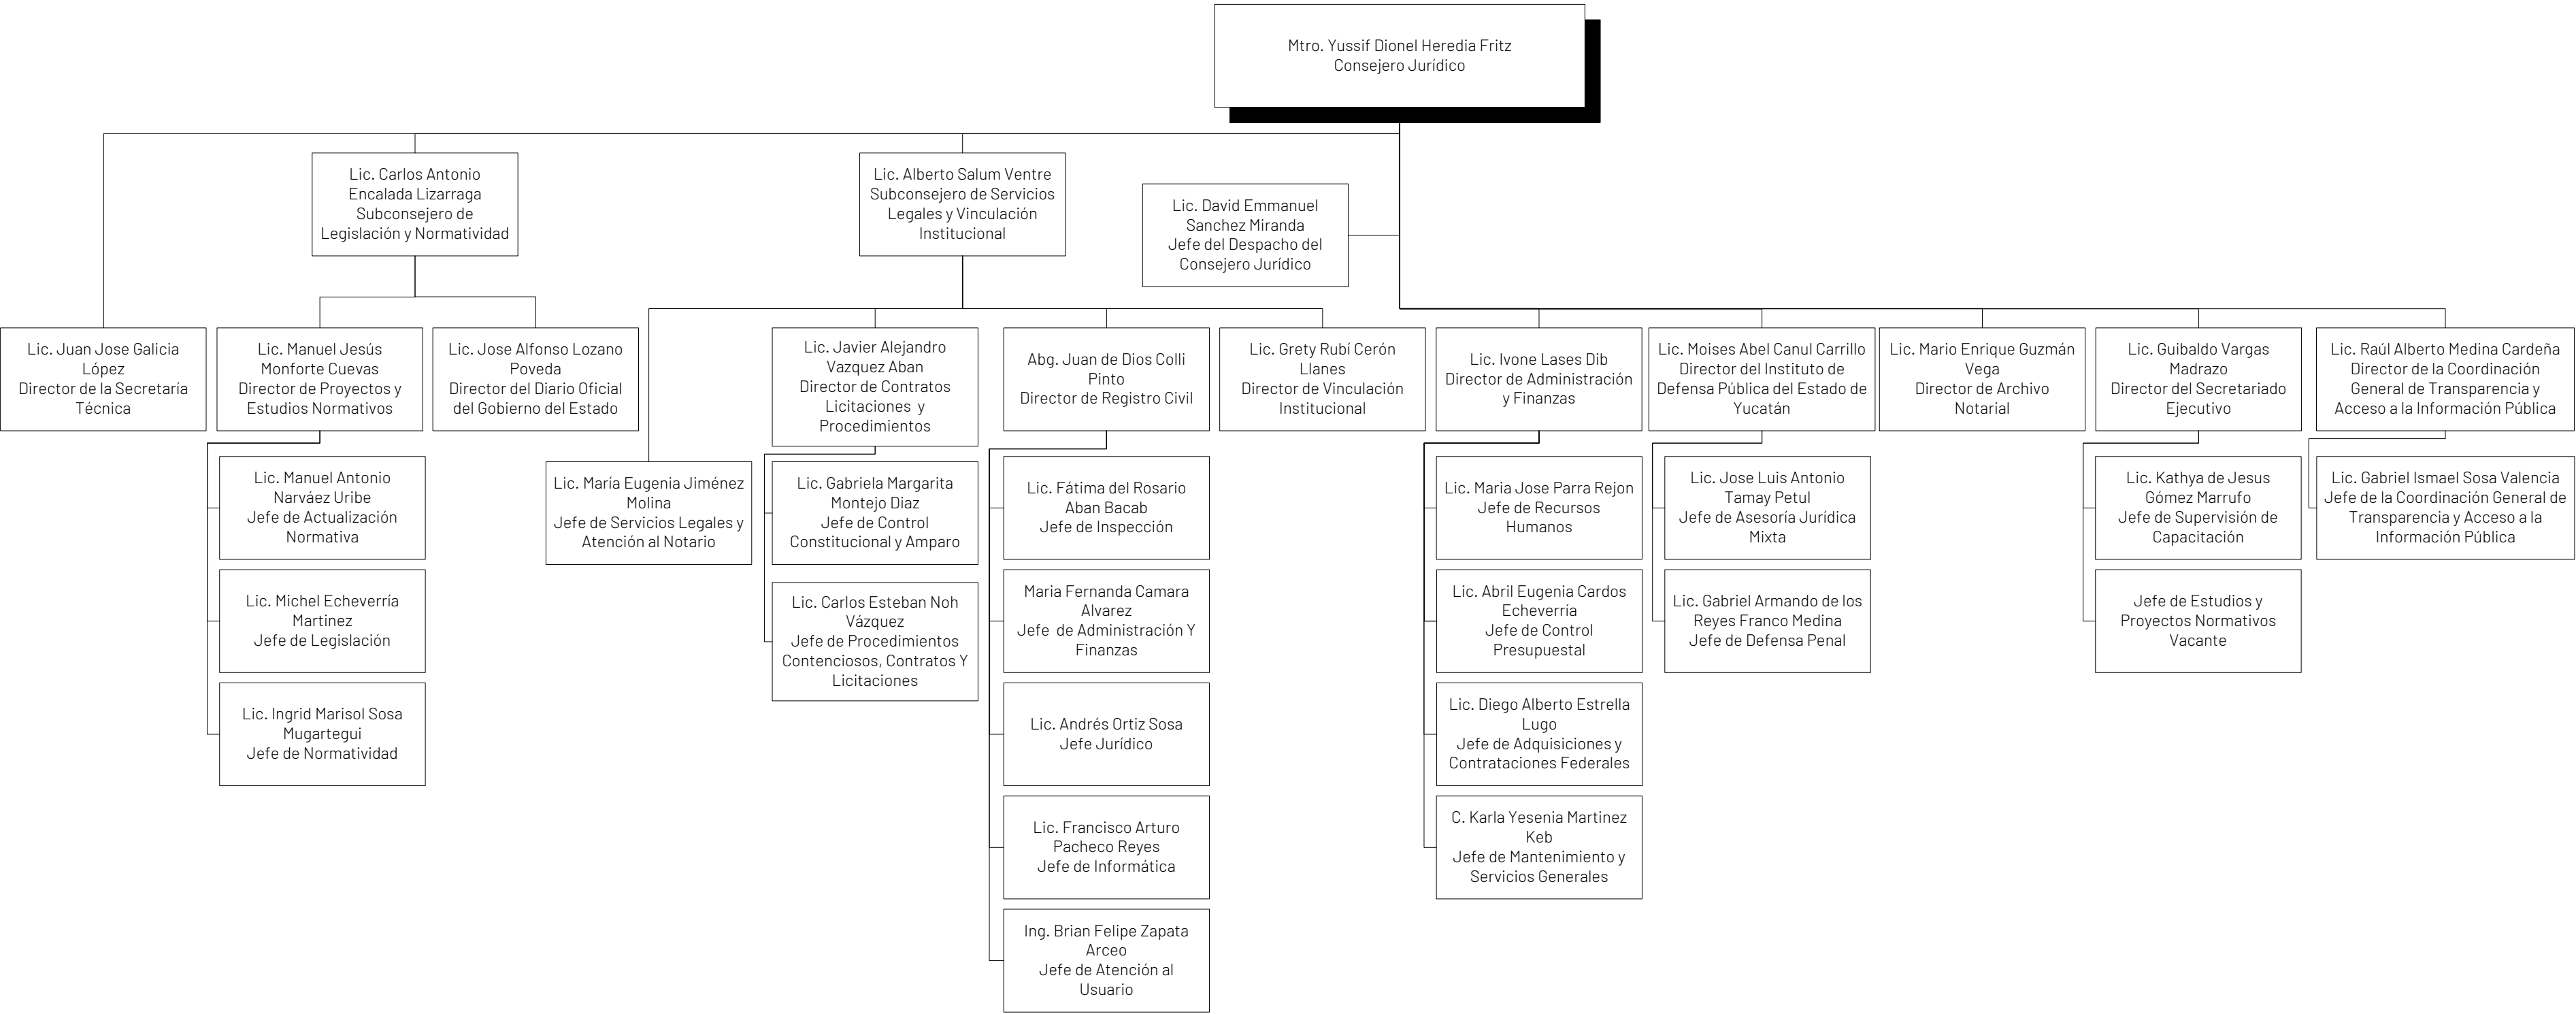 Mtro. Yussif Dionel Heredia Fritz
Consejero Jurídico
Lic. Carlos Antonio
Encalada Lizarraga
Subconsejero de
Legislación y Normatividad
Lic. Alberto Salum Ventre
Subconsejero de Servicios
Legales y Vinculación
Institucional
Lic. David Emmanuel
Sanchez Miranda
Jefe del Despacho del
Consejero Jurídico
Lic. Juan Jose Galicia
López
Director de la Secretaría
Técnica
Lic. Manuel Jesús
Monforte Cuevas
Director de Proyectos y
Estudios Normativos
Lic. Jose Alfonso Lozano
Poveda
Director del Diario Oficial
del Gobierno del Estado
Lic. Javier Alejandro
Vazquez Aban
Director de Contratos
Licitaciones  y
Procedimientos
Abg. Juan de Dios Colli
Pinto
Director de Registro Civil
Lic. Grety Rubí Cerón
Llanes
Director de Vinculación
Institucional
Lic. Ivone Lases Dib
Director de Administración
y Finanzas
Lic. Moises Abel Canul Carrillo
Director del Instituto de
Defensa Pública del Estado de
Yucatán
Lic. Mario Enrique Guzmán
Vega
Director de Archivo
Notarial
Lic. Guibaldo Vargas
Madrazo
Director del Secretariado
Ejecutivo
Lic. Raúl Alberto Medina Cardeña
Director de la Coordinación
General de Transparencia y
Acceso a la Información Pública
Lic. Manuel Antonio
Narváez Uribe
Jefe de Actualización
Normativa
Lic. Michel Echeverría
Martinez
Jefe de Legislación
Lic. Ingrid Marisol Sosa
Mugartegui
Jefe de Normatividad
Lic. María Eugenia Jiménez
Molina
Jefe de Servicios Legales y
Atención al Notario
Lic. Gabriela Margarita
Montejo Diaz
Jefe de Control
Constitucional y Amparo
Lic. Carlos Esteban Noh
Vázquez
Jefe de Procedimientos
Contenciosos, Contratos Y
Licitaciones
Lic. Fátima del Rosario
Aban Bacab
Jefe de Inspección
Maria Fernanda Camara
Alvarez
Jefe  de Administración Y
Finanzas
Lic. Andrés Ortiz Sosa
Jefe Jurídico
Lic. Francisco Arturo
Pacheco Reyes
Jefe de Informática
Ing. Brian Felipe Zapata
Arceo
Jefe de Atención al
Usuario
Lic. Maria Jose Parra Rejon
Jefe de Recursos
Humanos
Lic. Abril Eugenia Cardos
Echeverría
Jefe de Control
Presupuestal
Lic. Diego Alberto Estrella
Lugo
Jefe de Adquisiciones y
Contrataciones Federales
C. Karla Yesenia Martinez
Keb
Jefe de Mantenimiento y
Servicios Generales
Lic. Jose Luis Antonio
Tamay Petul
Jefe de Asesoría Jurídica
Mixta
Lic. Gabriel Armando de los
Reyes Franco Medina
Jefe de Defensa Penal
Lic. Kathya de Jesus
Gómez Marrufo
Jefe de Supervisión de
Capacitación
Jefe de Estudios y
Proyectos Normativos
Vacante
Lic. Gabriel Ismael Sosa Valencia
Jefe de la Coordinación General de
Transparencia y Acceso a la
Información Pública